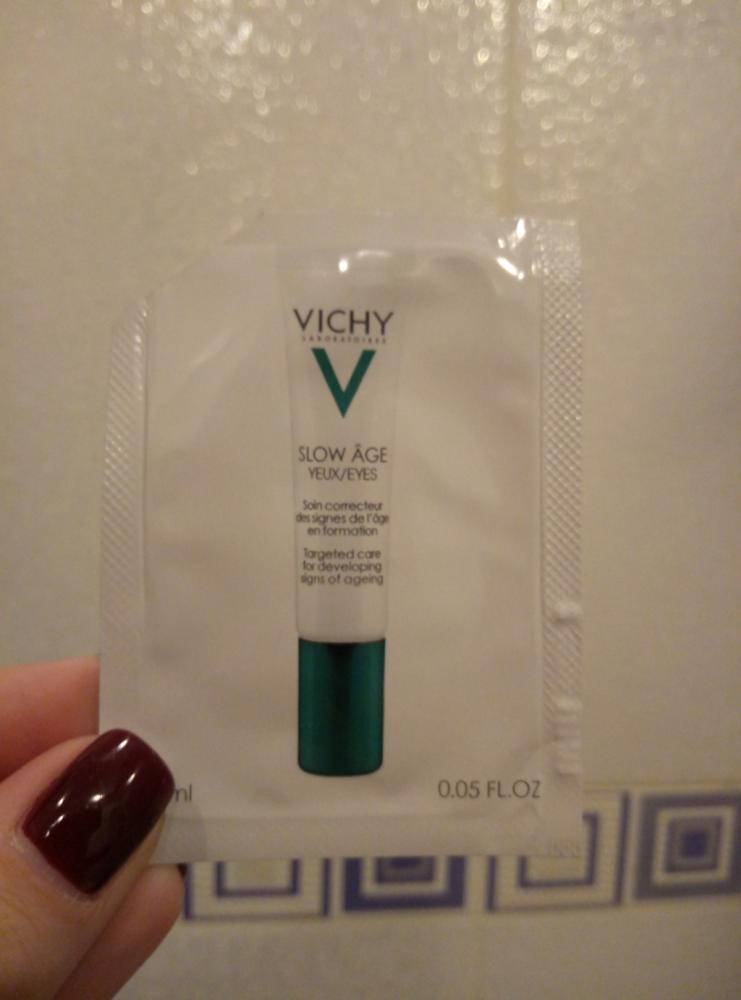 VICHY
LABORATOIRES
V
SLOW ÂGE
YEUX/EYES
Soin correcteur
des signes de l'âge
en formation
Targeted care
for developing
signs of ageing
ml
0.05 FL.OZ